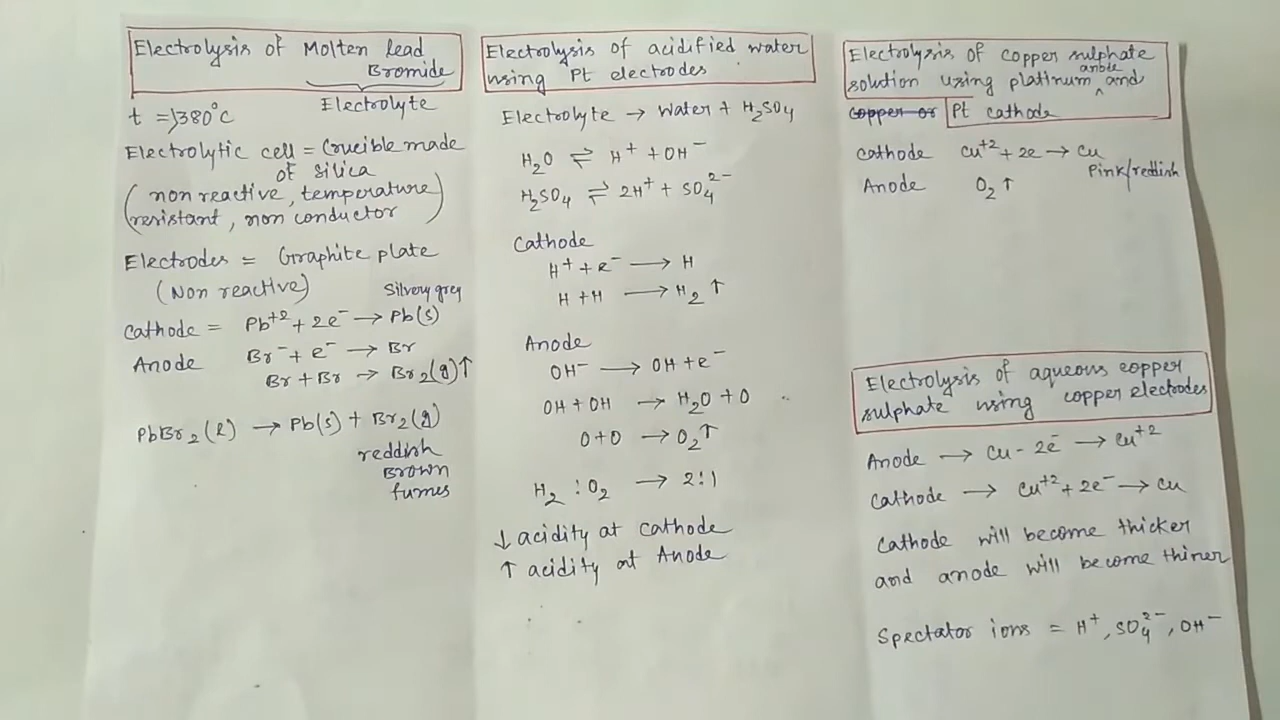 Electrolysis of Molten lead
Bromide
Electrolyte
t => 380°C
Electrolytic cell = Crucible made
of silica
(non reactive, temperature
resistant, non conductor)
Electrodes = Graphite plate
(Non reactive)
Silvery grey
Cathode = Pb⁺² + 2e⁻ → Pb(s)
Anode Br⁻ + e⁻ → Br
Br + Br → Br₂(g)↑
PbBr₂(l) → Pb(s) + Br₂(g)
reddish
Brown
fumes
Electrolysis of acidified water
using Pt electrodes
Electrolyte → Water + H₂SO₄
H₂O ⇌ H⁺ + OH⁻
H₂SO₄ ⇌ 2H⁺ + SO₄²⁻
Cathode
H⁺ + e⁻ → H
H + H → H₂ ↑
Anode
OH⁻ → OH + e⁻
OH + OH → H₂O + O
O + O → O₂↑
H₂ : O₂ → 2:1
↓ acidity at cathode
↑ acidity at Anode
Electrolysis of copper sulphate
solution using platinum anode and
copper or Pt cathode
Cathode Cu⁺² + 2e → Cu
Pink/reddish
Anode O₂↑
Electrolysis of aqueous copper
sulphate using copper electrodes
Anode → Cu - 2e⁻ → Cu⁺²
Cathode → Cu⁺² + 2e⁻ → Cu
Cathode will become thicker
and anode will become thiner
Spectator ions = H⁺, SO₄²⁻, OH⁻